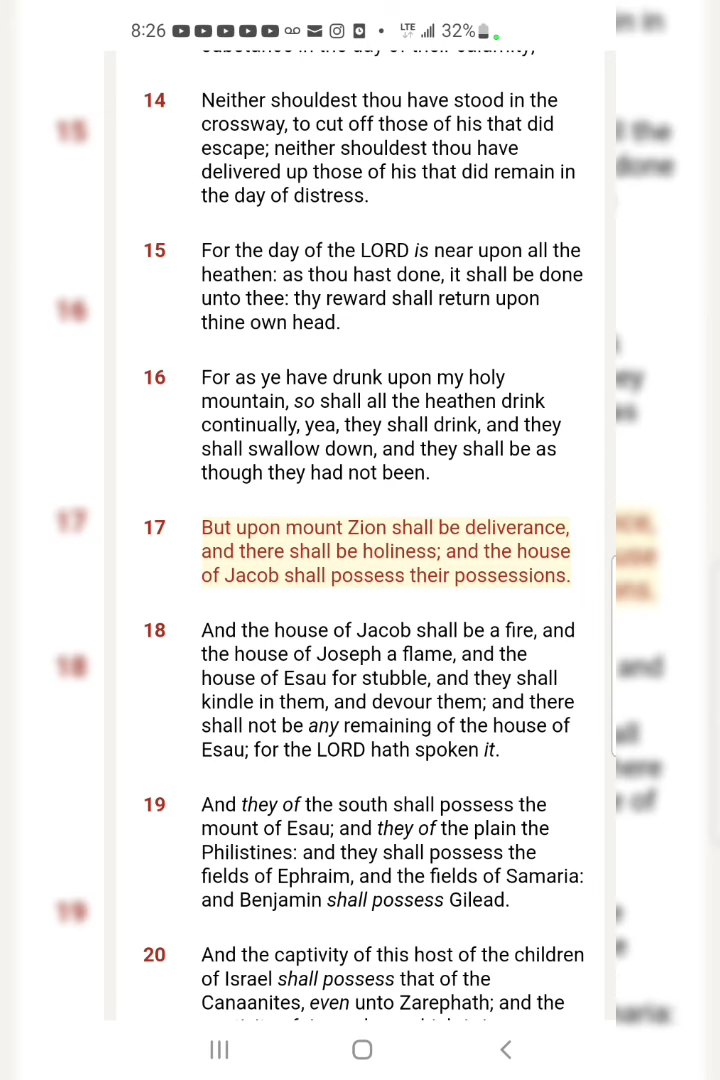 8:26 LTE 32%
14 Neither shouldest thou have stood in the
crossway, to cut off those of his that did
escape; neither shouldest thou have
delivered up those of his that did remain in
the day of distress.
15 For the day of the LORD is near upon all the
heathen: as thou hast done, it shall be done
unto thee: thy reward shall return upon
thine own head.
16 For as ye have drunk upon my holy
mountain, so shall all the heathen drink
continually, yea, they shall drink, and they
shall swallow down, and they shall be as
though they had not been.
17 But upon mount Zion shall be deliverance,
and there shall be holiness; and the house
of Jacob shall possess their possessions.
18 And the house of Jacob shall be a fire, and
the house of Joseph a flame, and the
house of Esau for stubble, and they shall
kindle in them, and devour them; and there
shall not be any remaining of the house of
Esau; for the LORD hath spoken it.
19 And they of the south shall possess the
mount of Esau; and they of the plain the
Philistines: and they shall possess the
fields of Ephraim, and the fields of Samaria:
and Benjamin shall possess Gilead.
20 And the captivity of this host of the children
of Israel shall possess that of the
Canaanites, even unto Zarephath; and the